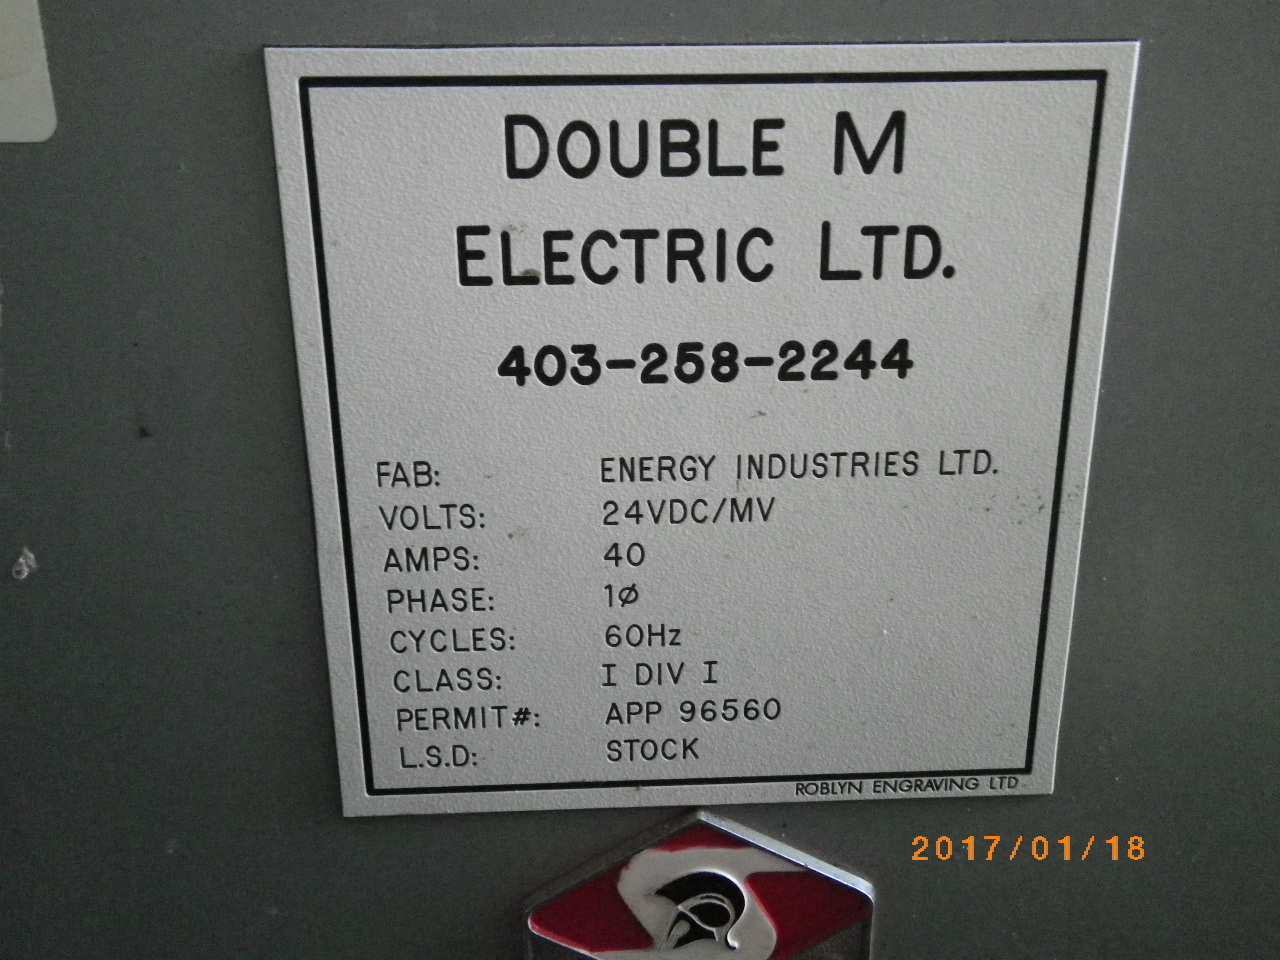 DOUBLE M
ELECTRIC LTD.
403-258-2244
FAB: ENERGY INDUSTRIES LTD.
VOLTS: 24VDC/MV
AMPS: 40
PHASE: 1Ø
CYCLES: 60Hz
CLASS: I DIV I
PERMIT#: APP 96560
L.S.D: STOCK
ROBLYN ENGRAVING LTD
2017/01/18